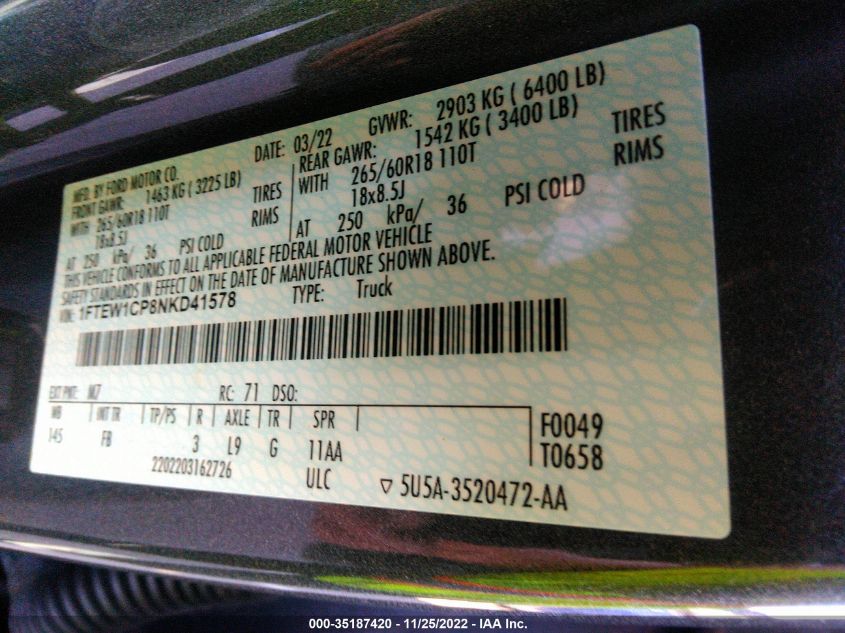 MFD. BY FORD MOTOR CO.
DATE: 03/22 GVWR: 2903 KG ( 6400 LB)
FRONT GAWR: 1463 KG ( 3225 LB)
REAR GAWR: 1542 KG ( 3400 LB)
WITH 265/60R18 110T TIRES
WITH 265/60R18 110T TIRES
18x8.5J RIMS
18x8.5J RIMS
AT 250 kPa/ 36 PSI COLD
AT 250 kPa/ 36 PSI COLD
THIS VEHICLE CONFORMS TO ALL APPLICABLE FEDERAL MOTOR VEHICLE
SAFETY STANDARDS IN EFFECT ON THE DATE OF MANUFACTURE SHOWN ABOVE.
VIN: 1FTEW1CP8NKD41578 TYPE: Truck
EXT PNT: M7 RC: 71 DSO:
WB INT TR TP/PS R AXLE TR SPR
145 FB 3 L9 G 11AA
F0049
T0658
2202203162726 ULC
5U5A-3520472-AA
000-35187420 - 11/25/2022 - IAA Inc.